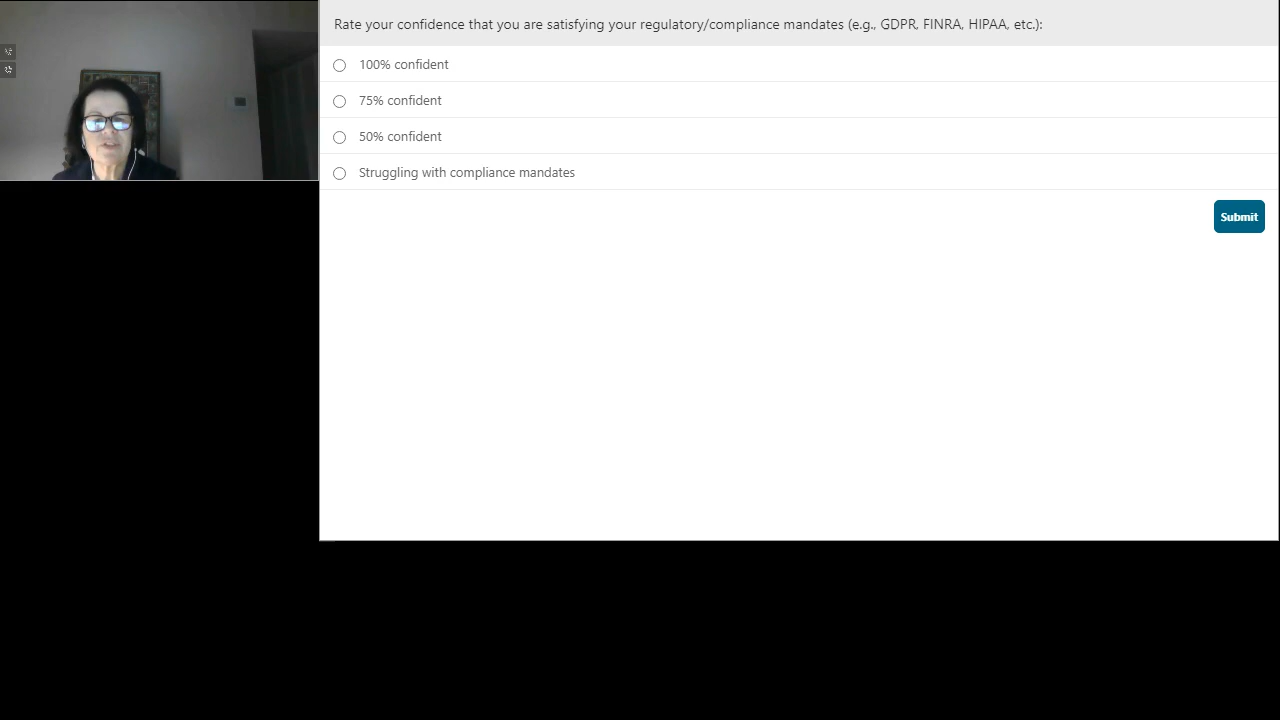 Rate your confidence that you are satisfying your regulatory/compliance mandates (e.g., GDPR, FINRA, HIPAA, etc.):
100% confident
75% confident
50% confident
Struggling with compliance mandates
Submit